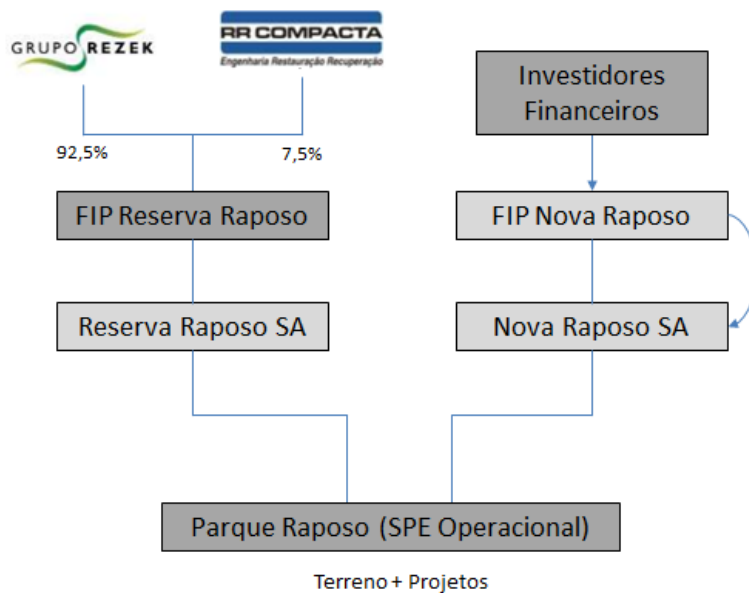 GRUPO REZEK
RR COMPACTA
Engenharia Restauração Recuperação
Investidores
Financeiros
92,5%
7,5%
FIP Reserva Raposo
FIP Nova Raposo
Reserva Raposo SA
Nova Raposo SA
Parque Raposo (SPE Operacional)
Terreno + Projetos